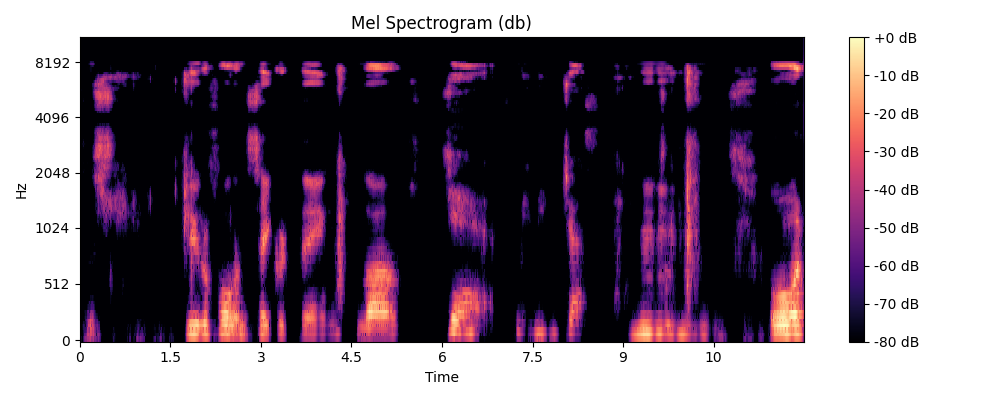 Mel Spectrogram (db)
Hz
8192
4096
2048
1024
512
0
0 1.5 3 4.5 6 7.5 9 10
Time
+0 dB
-10 dB
-20 dB
-30 dB
-40 dB
-50 dB
-60 dB
-70 dB
-80 dB